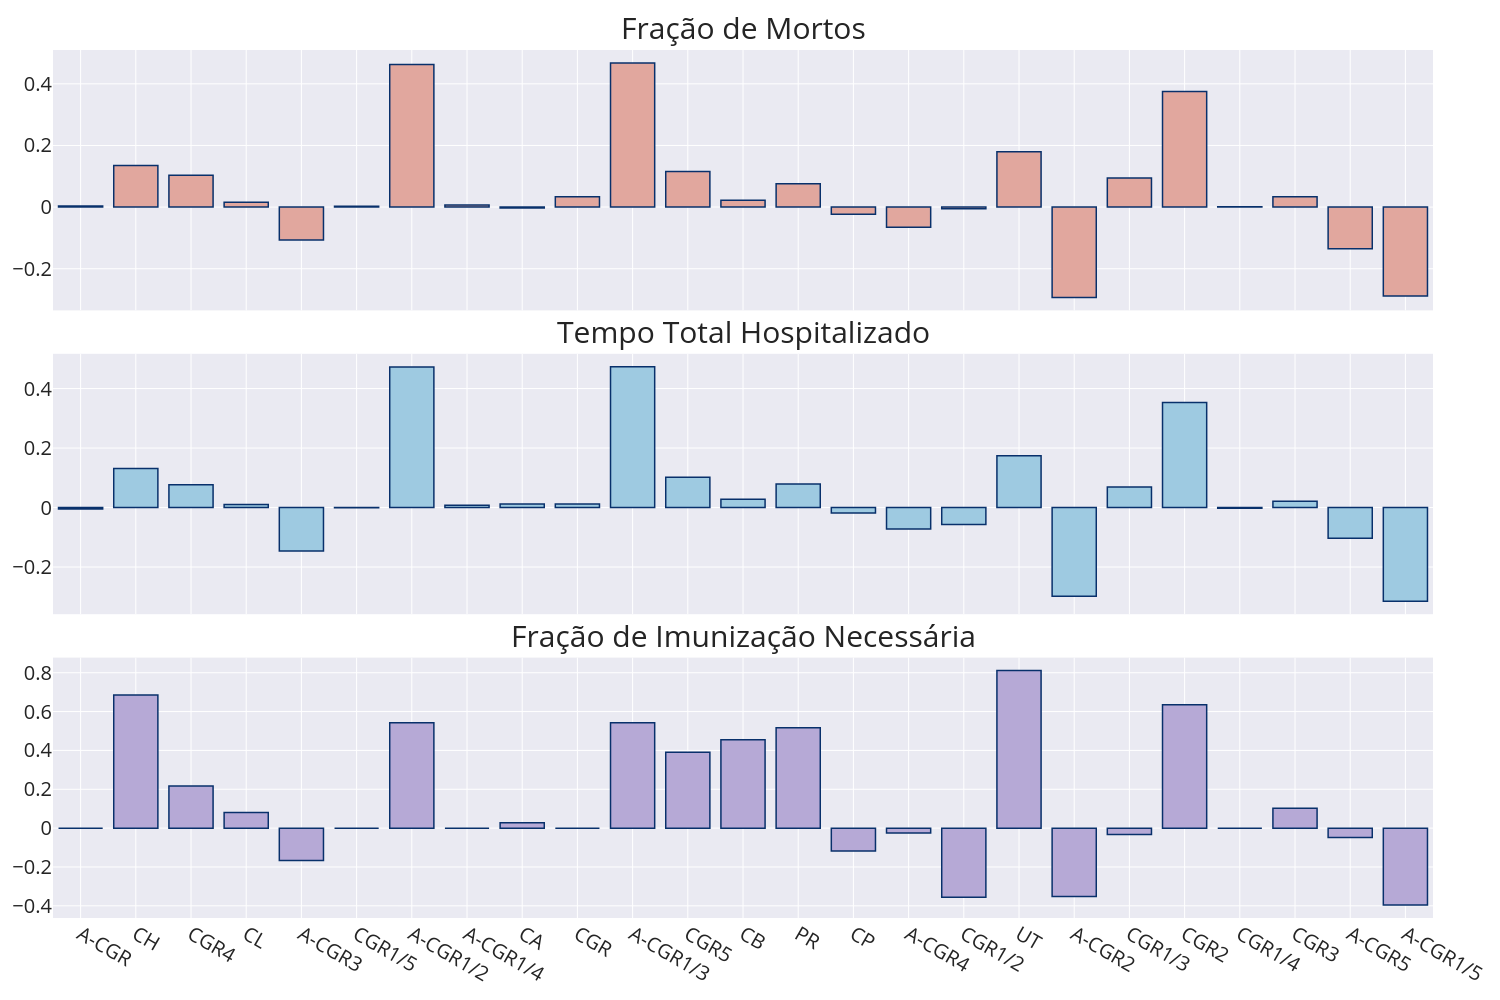 Fração de Mortos
0.4
0.2
0
−0.2
Tempo Total Hospitalizado
0.4
0.2
0
−0.2
Fração de Imunização Necessária
0.8
0.6
0.4
0.2
0
−0.2
−0.4
A-CGR
CH
CGR4
CL
A-CGR3
CGR1/5
A-CGR1/2
A-CGR1/4
CA
CGR
A-CGR1/3
CGR5
CB
PR
CP
A-CGR4
CGR1/2
UT
A-CGR2
CGR1/3
CGR2
CGR1/4
CGR3
A-CGR5
A-CGR1/5